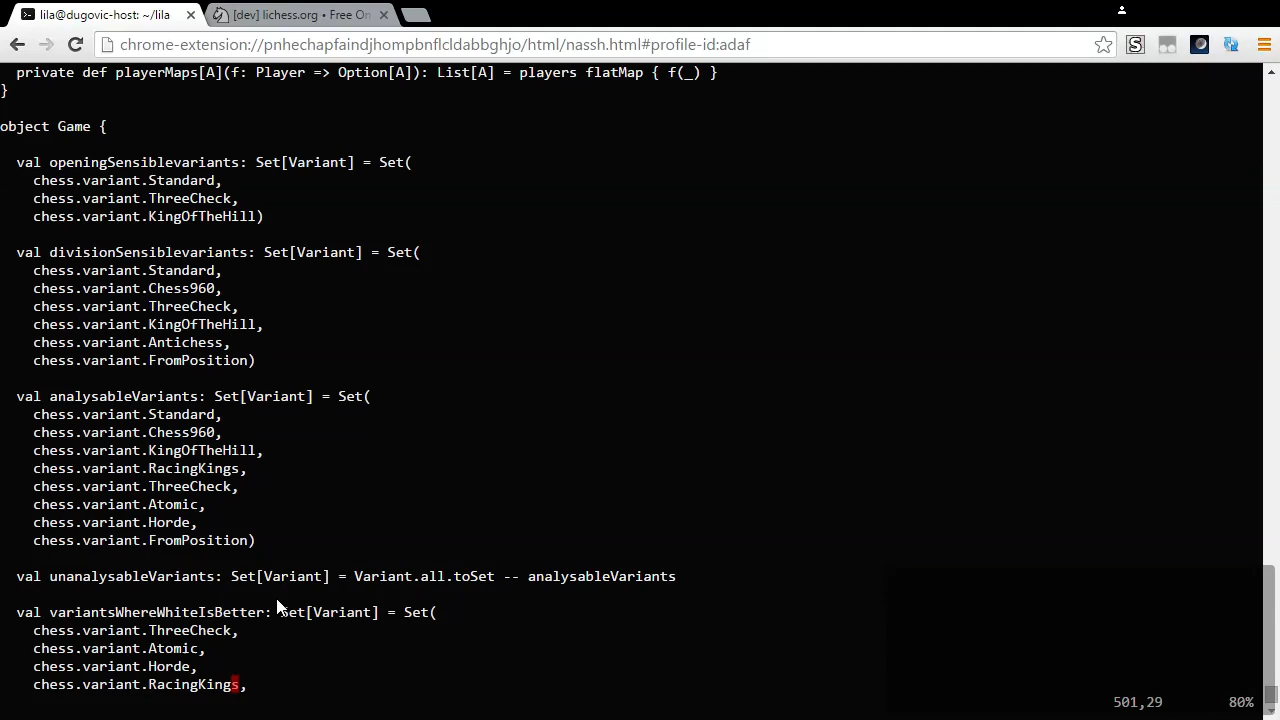 lila@dugovic-host: ~/lila
[dev] lichess.org • Free On
chrome-extension://pnhechapfaindjhompbnflcldabbghjo/html/nassh.html#profile-id:adaf
private def playerMaps[A](f: Player => Option[A]): List[A] = players flatMap { f(_) }
}
object Game {
val openingSensiblevariants: Set[Variant] = Set(
chess.variant.Standard,
chess.variant.ThreeCheck,
chess.variant.KingOfTheHill)
val divisionSensiblevariants: Set[Variant] = Set(
chess.variant.Standard,
chess.variant.Chess960,
chess.variant.ThreeCheck,
chess.variant.KingOfTheHill,
chess.variant.Antichess,
chess.variant.FromPosition)
val analysableVariants: Set[Variant] = Set(
chess.variant.Standard,
chess.variant.Chess960,
chess.variant.KingOfTheHill,
chess.variant.RacingKings,
chess.variant.ThreeCheck,
chess.variant.Atomic,
chess.variant.Horde,
chess.variant.FromPosition)
val unanalysableVariants: Set[Variant] = Variant.all.toSet -- analysableVariants
val variantsWhereWhiteIsBetter: Set[Variant] = Set(
chess.variant.ThreeCheck,
chess.variant.Atomic,
chess.variant.Horde,
chess.variant.RacingKings,
501,29 80%